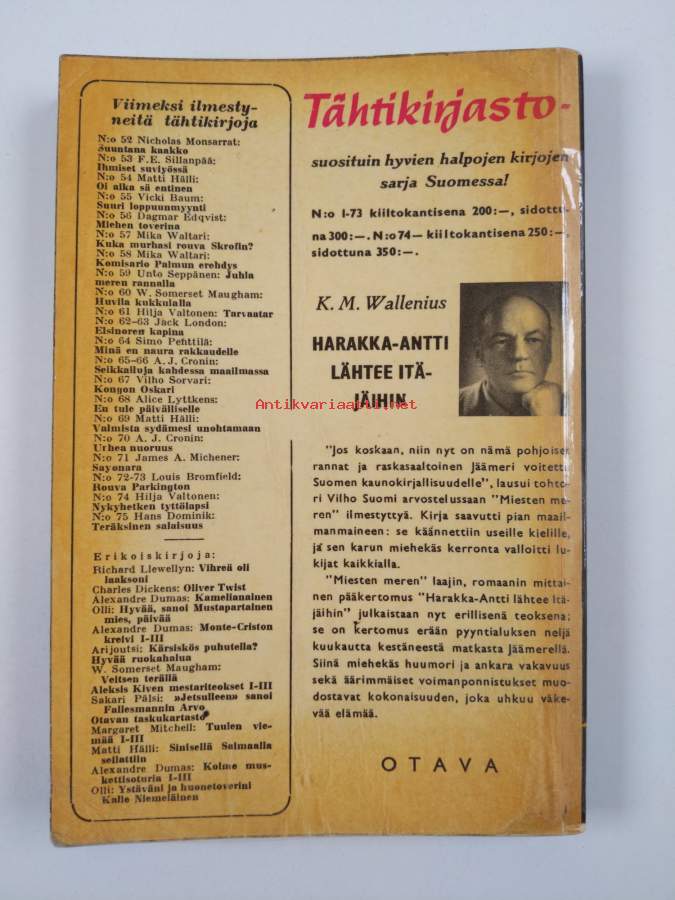 Viimeksi ilmesty-
neitä tähtikirjoja
N:o 52 Nicholas Monsarrat:
Suuntana kaakko
N:o 53 F.E. Sillanpää:
Ihmiset suviyössä
N:o 54 Matti Hälli:
Oi aika sä entinen
N:o 55 Vicki Baum:
Suuri loppuunmyynti
N:o 56 Dagmar Edqvist:
Miehen toverina
N:o 57 Mika Waltari:
Kuka murhasi rouva Skrofin?
N:o 58 Mika Waltari:
Komisario Palmun erehdys
N:o 59 Unto Seppänen: Juhla
meren rannalla
N:o 60 W. Somerset Maugham:
Huvila kukkulalla
N:o 61 Hilja Valtonen: Tarvaatar
N:o 62-63 Jack London:
Elsinoren kapina
N:o 64 Simo Penttilä:
Minä en naura rakkaudelle
N:o 65-66 A. J. Cronin:
Seikkailuja kahdessa maailmassa
N:o 67 Vilho Sorvari:
Kongon Oskari
N:o 68 Alice Lyttkens:
En tule päivälliselle
N:o 69 Matti Hälli:
Valmista sydämesi unohtamaan
N:o 70 A. J. Cronin:
Urhea nuoruus
N:o 71 James A. Michener:
Sayonara
N:o 72-73 Louis Bromfield:
Rouva Parkington
N:o 74 Hilja Valtonen:
Nykyhetken tyttölapsi
N:o 75 Hans Dominik:
Teräksinen salaisuus
Erikoiskirjoja:
Richard Llewellyn: Vihreä oli
laaksoni
Charles Dickens: Oliver Twist
Alexandre Dumas: Kamelianainen
Olli: Hyvää, sanoi Mustapartainen
mies, päivää
Alexandre Dumas: Monte-Criston
kreivi I-III
Arijoutsi: Kärsiskös puhutella?
Hyvää ruokahalua
W. Somerset Maugham:
Veitsen terällä
Aleksis Kiven mestariteokset I-III
Sakari Pälsi: »Jetsulleen» sanoi
Fallesmannin Arvo
Otavan taskukartasto
Margaret Mitchell: Tuulen vie-
mää I-III
Matti Hälli: Sinisellä Saimaalla
seilattiin
Alexandre Dumas: Kolme mus-
kettisoturia I-III
Olli: Ystäväni ja huonetoverini
Kalle Niemeläinen
Tähtikirjasto-
suosituin hyvien halpojen kirjojen
sarja Suomessa!
N:o 1-73 kiiltokantisena 200:—, sidottu-
na 300:—. N:o 74— kiiltokantisena 250:—,
sidottuna 350:—.
K. M. Wallenius
HARAKKA-ANTTI
LÄHTEE ITÄ-
JÄIHIN
Antikvariaatti.net
"Jos koskaan, niin nyt on nämä pohjoiset
rannat ja raskasaaltoinen Jäämeri voitettu
Suomen kaunokirjallisuudelle", lausui tohto-
ri Vilho Suomi arvostelussaan "Miesten me-
ren" ilmestyttyä. Kirja saavutti pian maail-
manmaineen: se käännettiin useille kielille,
ja sen karun miehekäs kerronta valloitti lu-
kijat kaikkialla.
"Miesten meren" laajin, romaanin mittai-
nen pääkertomus "Harakka-Antti lähtee Itä-
jäihin" julkaistaan nyt erillisenä teoksena;
se on kertomus erään pyyntialuksen neljä
kuukautta kestäneestä matkasta Jäämerellä.
Siinä miehekäs huumori ja ankara vakavuus
sekä äärimmäiset voimanponnistukset muo-
dostavat kokonaisuuden, joka uhkuu väke-
vää elämää.
OTAVA